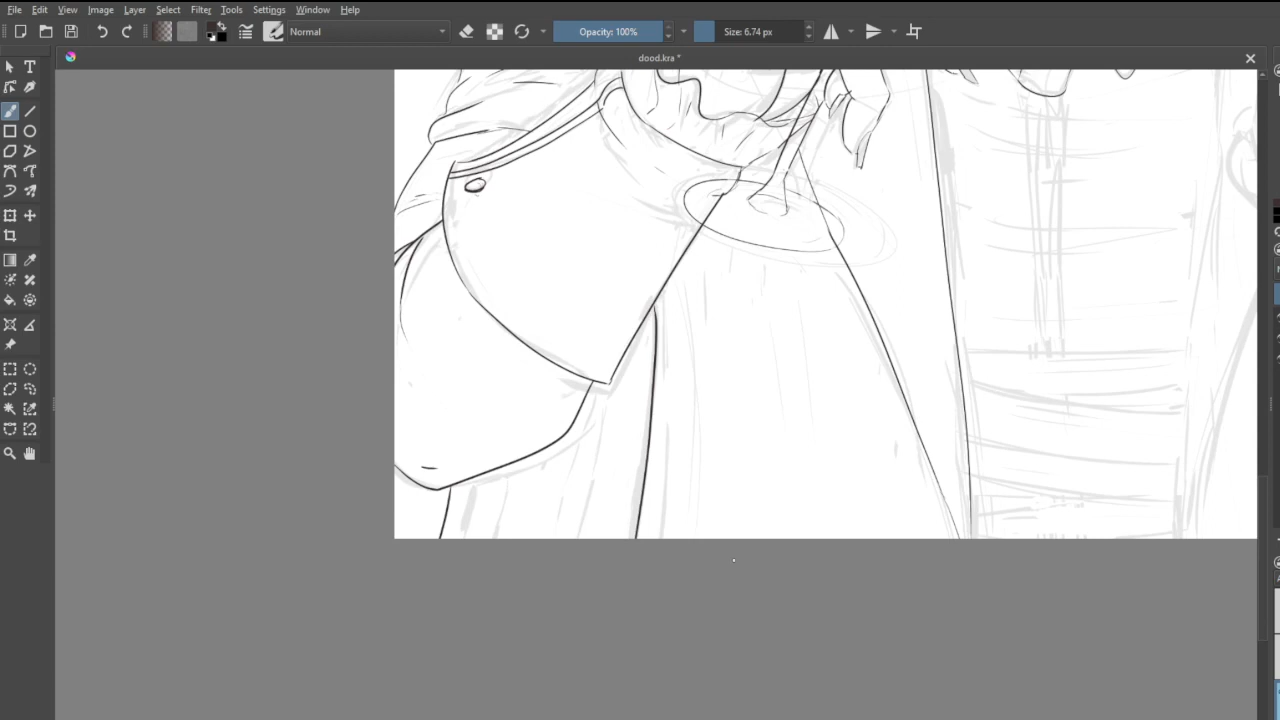 File Edit View Image Layer Select Filter Tools Settings Window Help
Normal Opacity: 100% Size: 6.74 px
dood.kra *